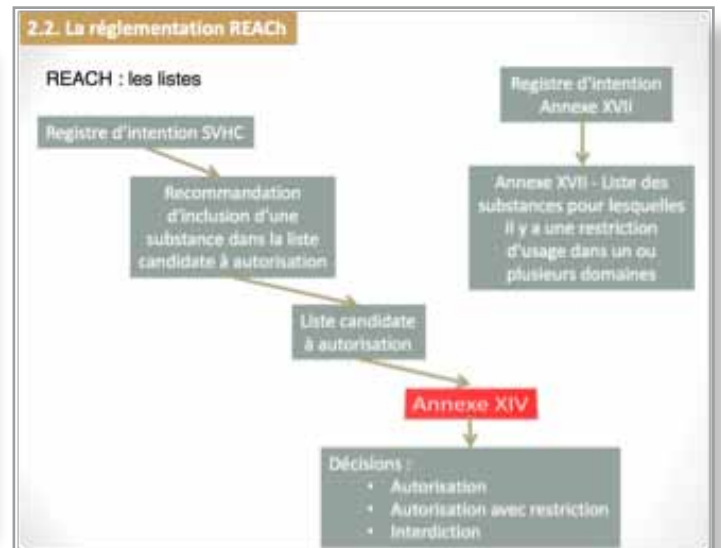 2.2. La réglementation REACh
REACH : les listes
Registre d'intention SVHC
Recommandation
d'inclusion d'une
substance dans la liste
candidate à autorisation
Liste candidate
à autorisation
Annexe XIV
Décisions :
• Autorisation
• Autorisation avec restriction
• Interdiction
Registre d'intention
Annexe XVII
Annexe XVII - Liste des
substances pour lesquelles
il y a une restriction
d'usage dans un ou
plusieurs domaines